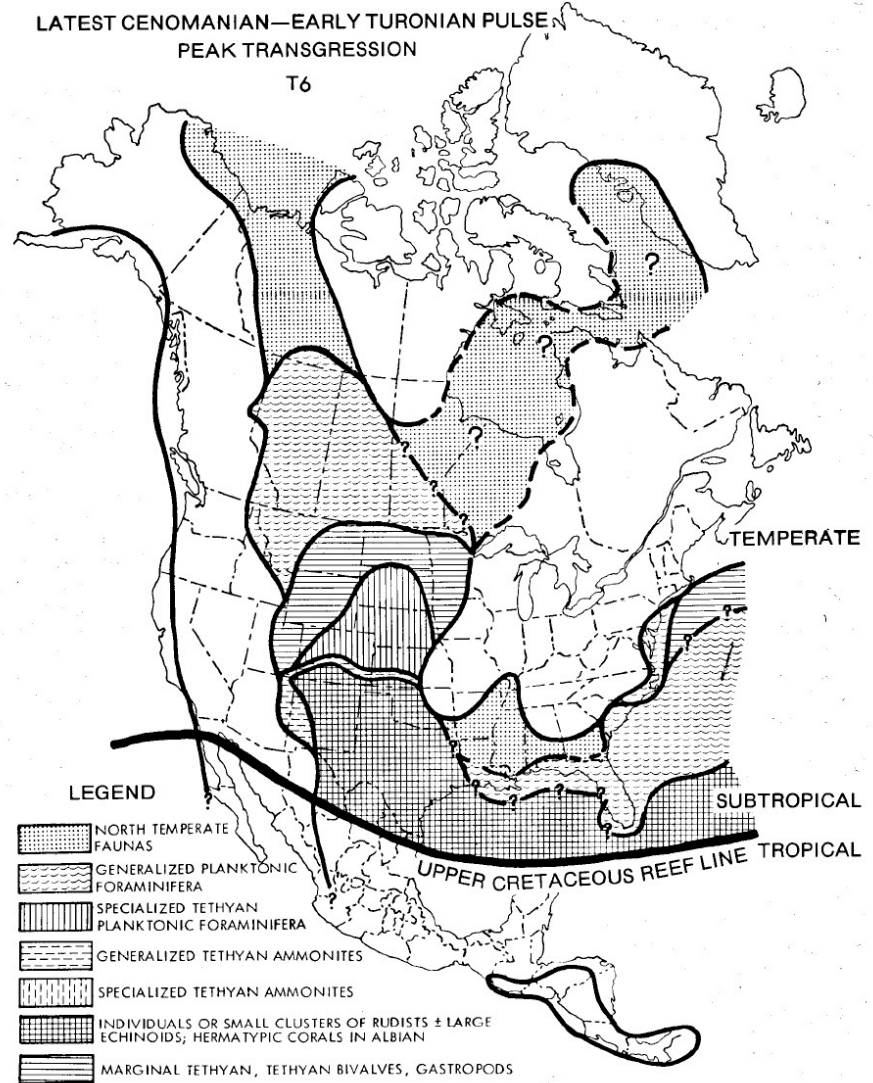 LATEST CENOMANIAN—EARLY TURONIAN PULSE
PEAK TRANSGRESSION
T6
?
?
?
?
?
?
TEMPERATE
?
?
?
?
?
?
?
?
?
LEGEND
SUBTROPICAL
TROPICAL
UPPER CRETACEOUS REEF LINE
NORTH TEMPERATE
FAUNAS
GENERALIZED PLANKTONIC
FORAMINIFERA
SPECIALIZED TETHYAN
PLANKTONIC FORAMINIFERA
GENERALIZED TETHYAN AMMONITES
SPECIALIZED TETHYAN AMMONITES
INDIVIDUALS OR SMALL CLUSTERS OF RUDISTS ± LARGE
ECHINOIDS; HERMATYPIC CORALS IN ALBIAN
MARGINAL TETHYAN, TETHYAN BIVALVES, GASTROPODS